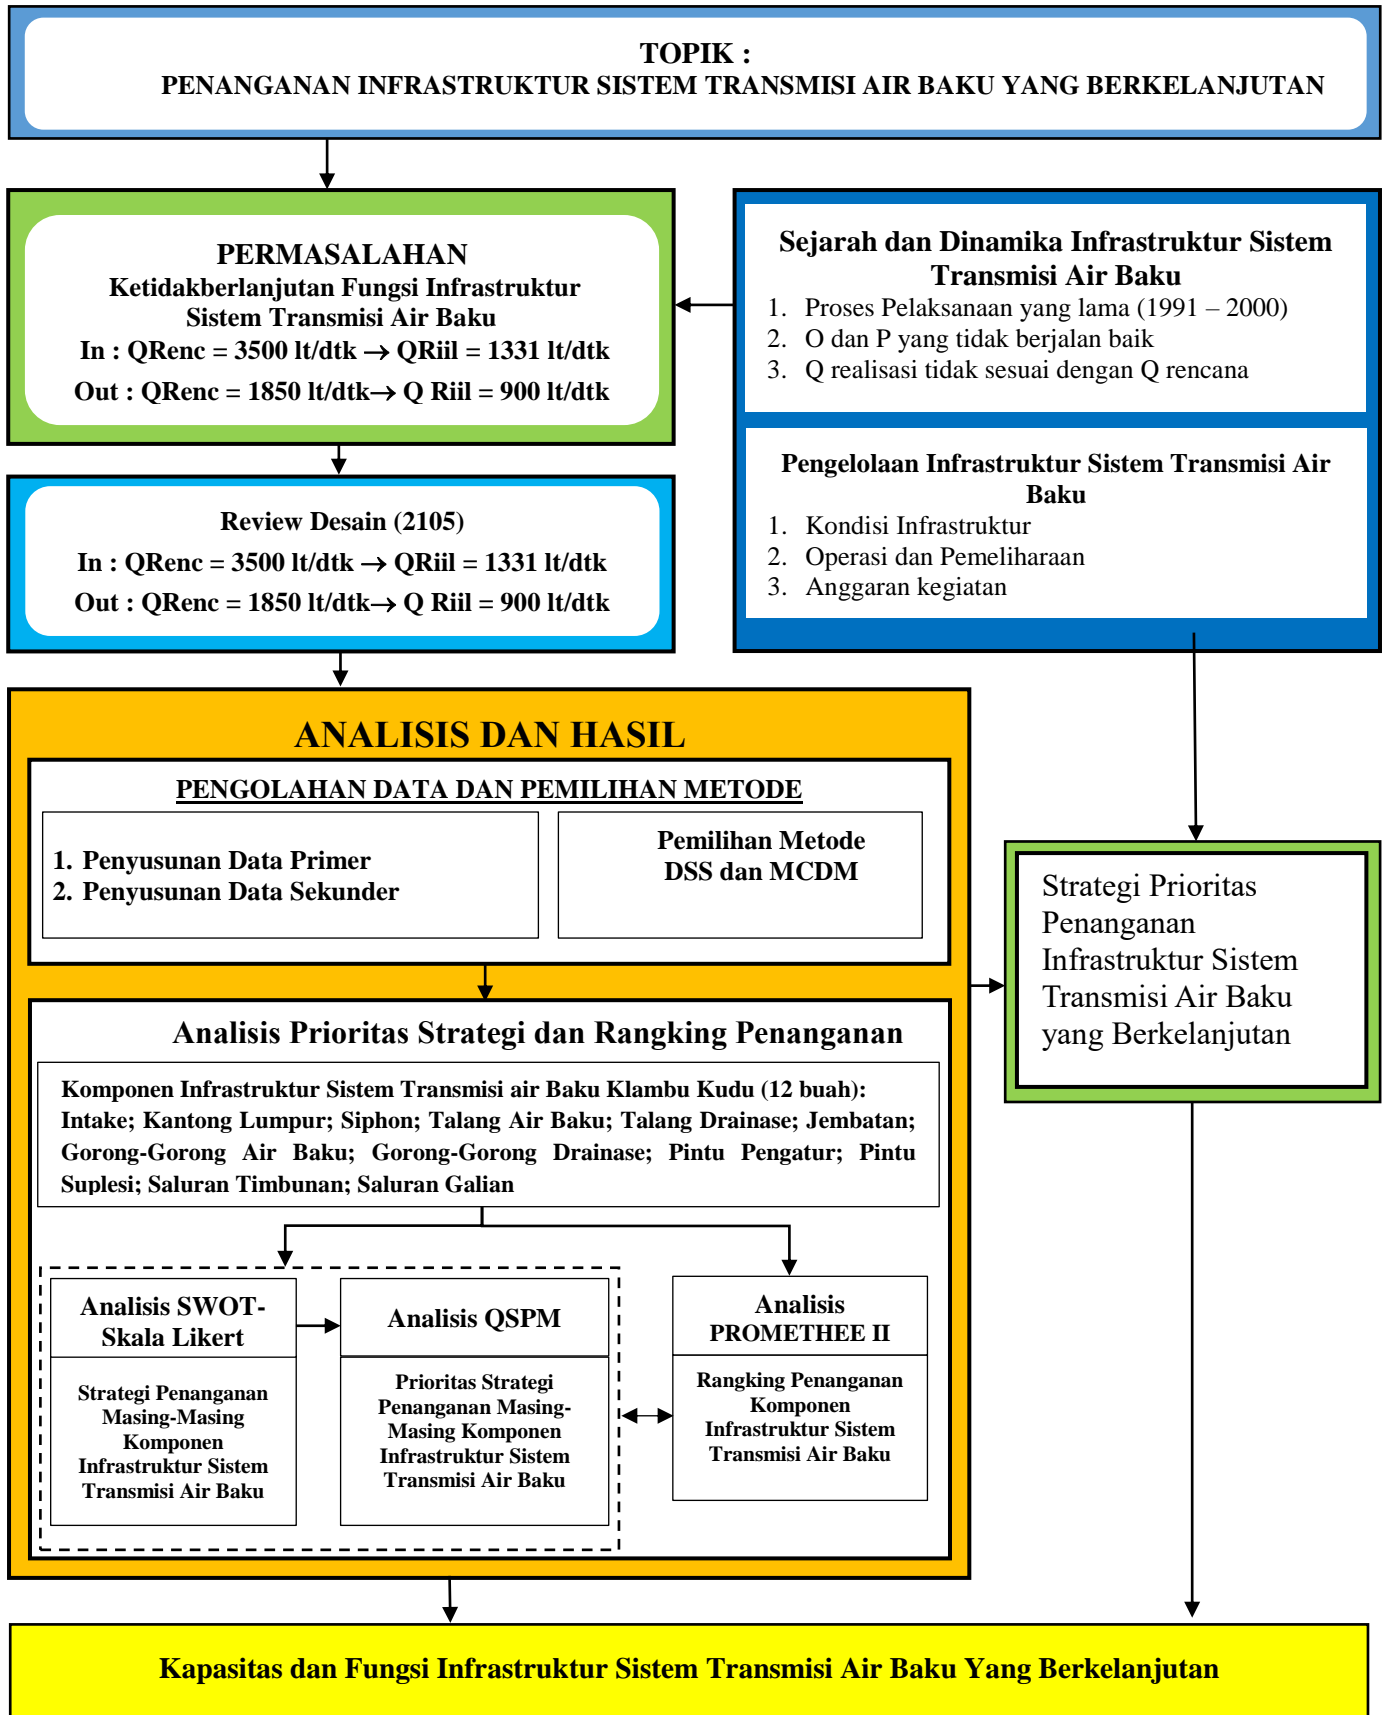 TOPIK :
PENANGANAN INFRASTRUKTUR SISTEM TRANSMISI AIR BAKU YANG BERKELANJUTAN
PERMASALAHAN
Ketidakberlanjutan Fungsi Infrastruktur
Sistem Transmisi Air Baku
In : QRenc = 3500 lt/dtk → QRiil = 1331 lt/dtk
Out : QRenc = 1850 lt/dtk→ Q Riil = 900 lt/dtk
Sejarah dan Dinamika Infrastruktur Sistem
Transmisi Air Baku
1. Proses Pelaksanaan yang lama (1991 – 2000)
2. O dan P yang tidak berjalan baik
3. Q realisasi tidak sesuai dengan Q rencana
Pengelolaan Infrastruktur Sistem Transmisi Air
Baku
1. Kondisi Infrastruktur
2. Operasi dan Pemeliharaan
3. Anggaran kegiatan
Review Desain (2105)
In : QRenc = 3500 lt/dtk → QRiil = 1331 lt/dtk
Out : QRenc = 1850 lt/dtk→ Q Riil = 900 lt/dtk
ANALISIS DAN HASIL
PENGOLAHAN DATA DAN PEMILIHAN METODE
1. Penyusunan Data Primer
2. Penyusunan Data Sekunder
Pemilihan Metode
DSS dan MCDM
Strategi Prioritas
Penanganan
Infrastruktur Sistem
Transmisi Air Baku
yang Berkelanjutan
Analisis Prioritas Strategi dan Rangking Penanganan
Komponen Infrastruktur Sistem Transmisi air Baku Klambu Kudu (12 buah):
Intake; Kantong Lumpur; Siphon; Talang Air Baku; Talang Drainase; Jembatan;
Gorong-Gorong Air Baku; Gorong-Gorong Drainase; Pintu Pengatur; Pintu
Suplesi; Saluran Timbunan; Saluran Galian
Analisis SWOT-
Skala Likert
Strategi Penanganan
Masing-Masing
Komponen
Infrastruktur Sistem
Transmisi Air Baku
Analisis QSPM
Prioritas Strategi
Penanganan Masing-
Masing Komponen
Infrastruktur Sistem
Transmisi Air Baku
Analisis
PROMETHEE II
Rangking Penanganan
Komponen
Infrastruktur Sistem
Transmisi Air Baku
Kapasitas dan Fungsi Infrastruktur Sistem Transmisi Air Baku Yang Berkelanjutan